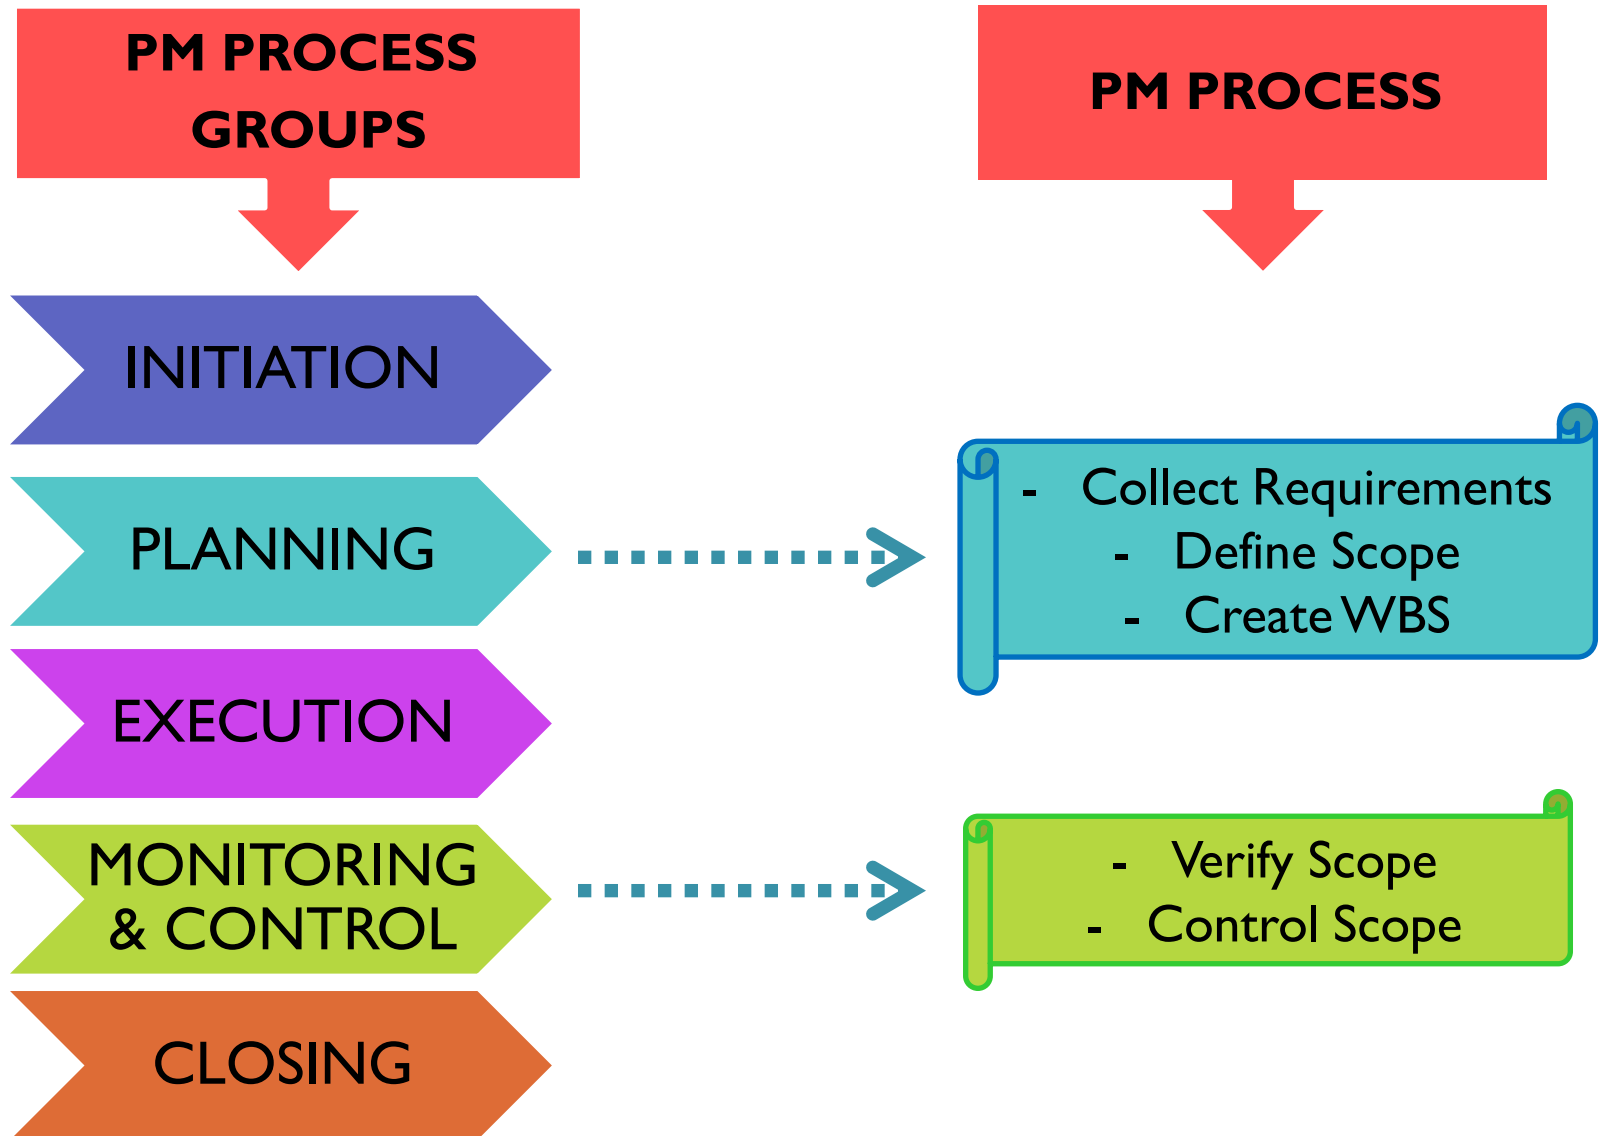 PM PROCESS
GROUPS
PM PROCESS
INITIATION
PLANNING
EXECUTION
MONITORING
& CONTROL
CLOSING
- Collect Requirements
- Define Scope
- Create WBS
- Verify Scope
- Control Scope